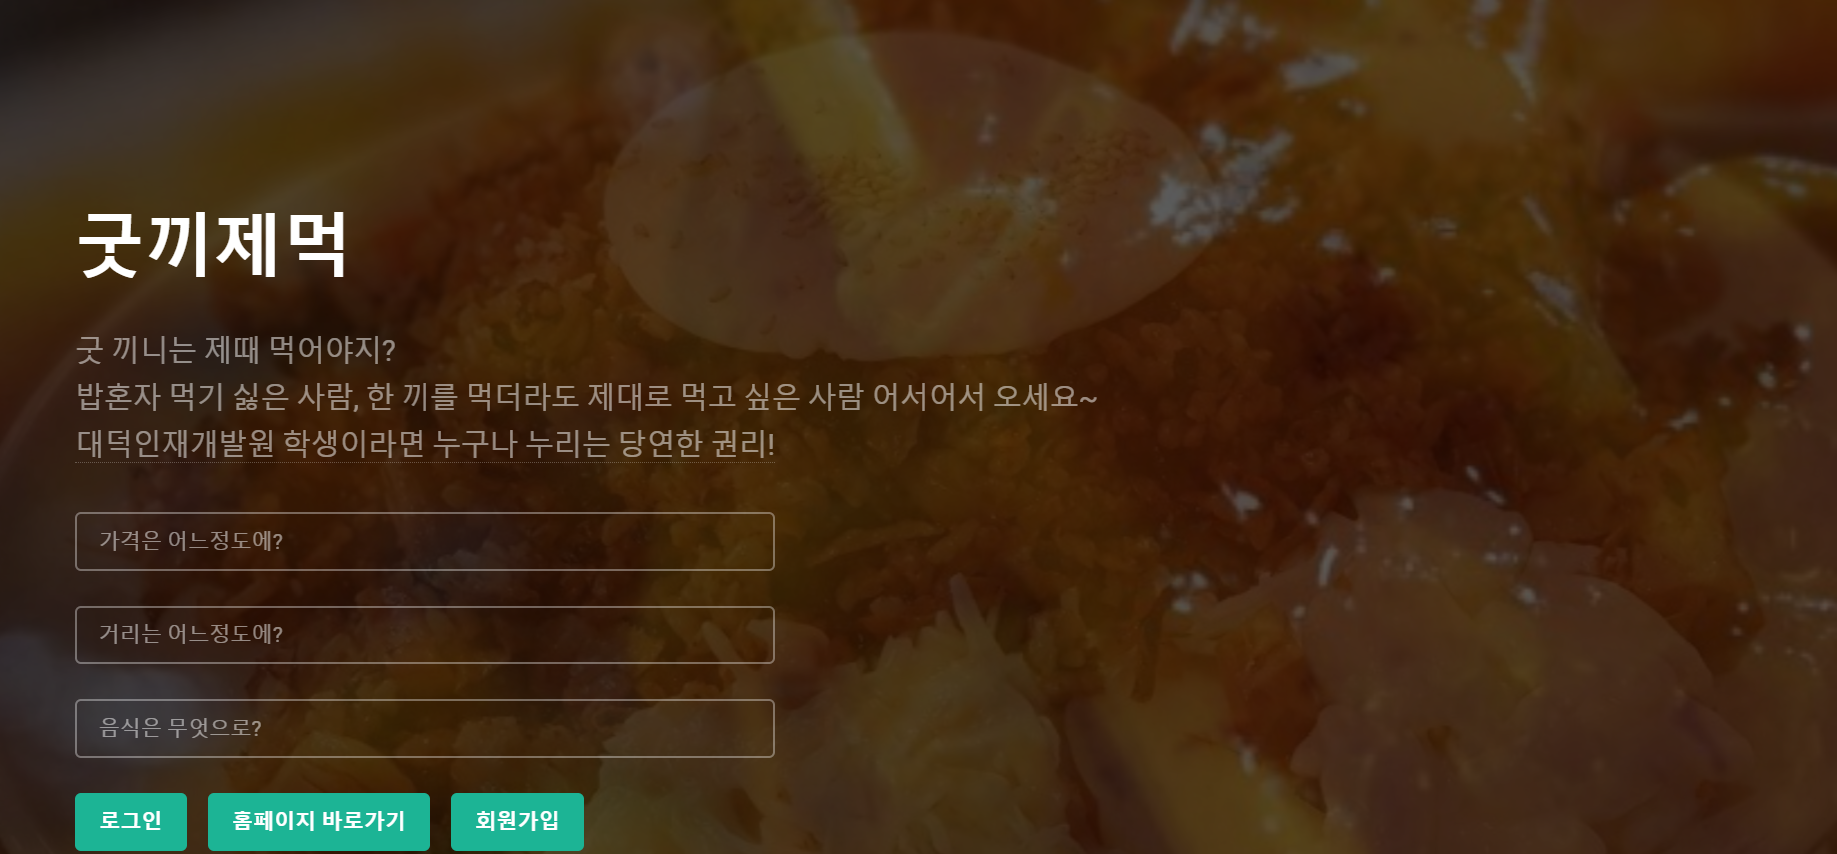 굿끼제먹
굿 끼니는 제때 먹어야지?
밥혼자 먹기 싫은 사람, 한 끼를 먹더라도 제대로 먹고 싶은 사람 어서어서 오세요~
대덕인재개발원 학생이라면 누구나 누리는 당연한 권리!
가격은 어느정도에?
거리는 어느정도에?
음식은 무엇으로?
로그인 홈페이지 바로가기 회원가입